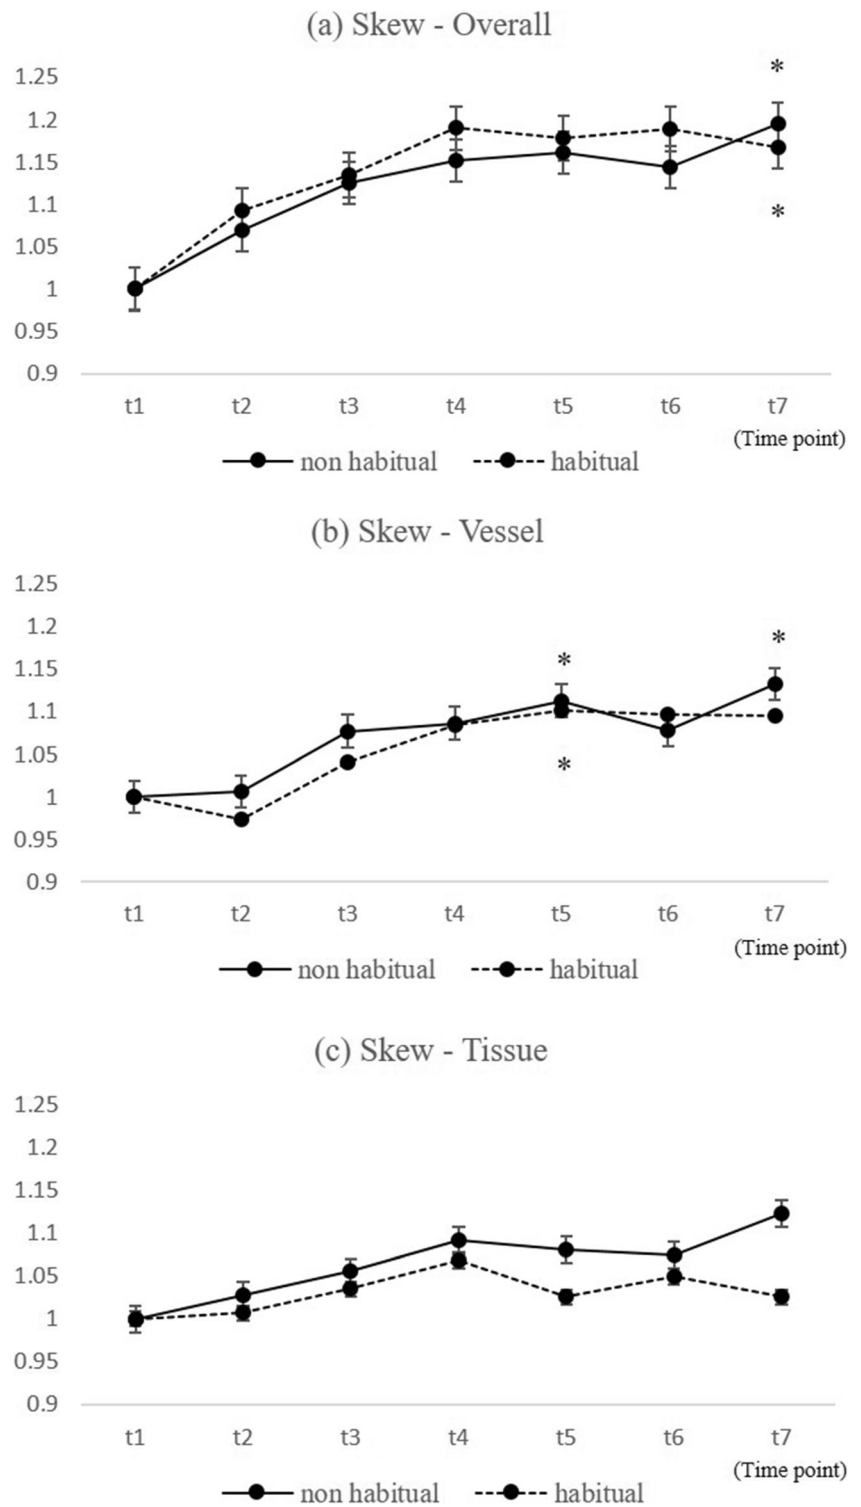 (a) Skew - Overall
1.25
1.2
1.15
1.1
1.05
1
0.95
0.9
*
*
t1 t2 t3 t4 t5 t6 t7
(Time point)
non habitual habitual
(b) Skew - Vessel
1.25
1.2
1.15
1.1
1.05
1
0.95
0.9
* *
*
t1 t2 t3 t4 t5 t6 t7
(Time point)
non habitual habitual
(c) Skew - Tissue
1.25
1.2
1.15
1.1
1.05
1
0.95
0.9
t1 t2 t3 t4 t5 t6 t7
(Time point)
non habitual habitual